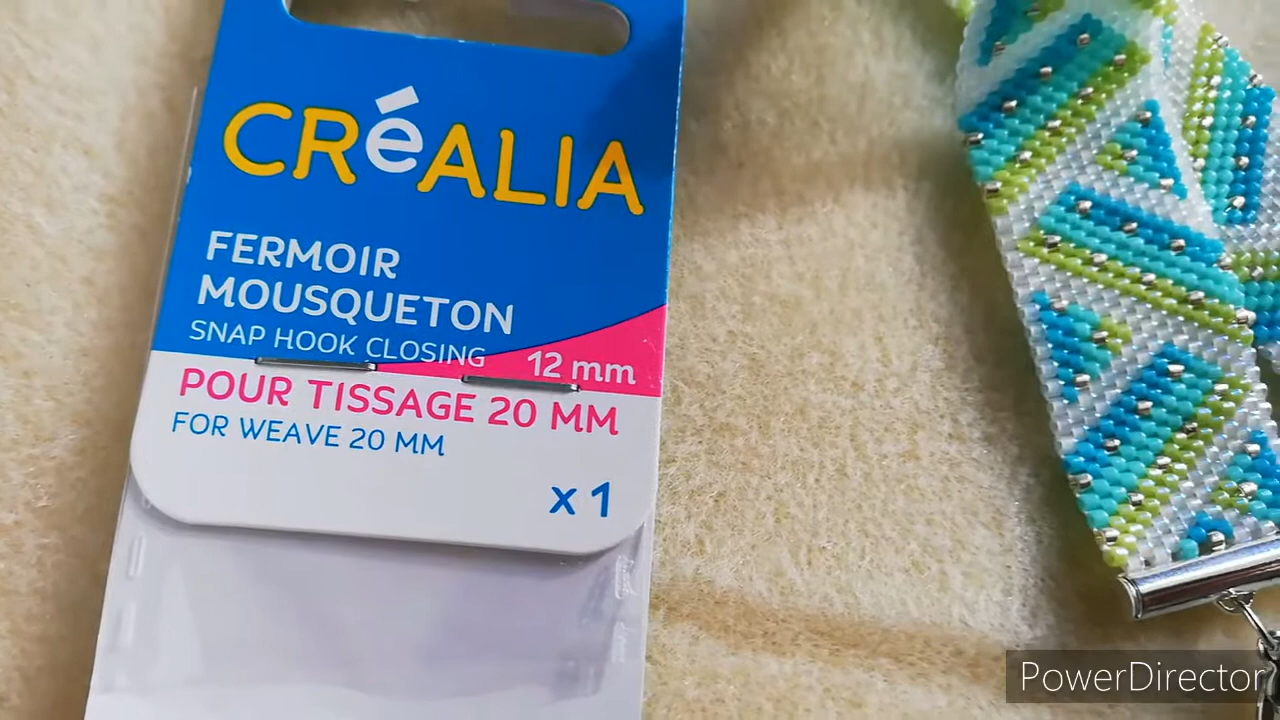 CRéALIA
FERMOIR
MOUSQUETON
SNAP HOOK CLOSING
12 mm
POUR TISSAGE 20 MM
FOR WEAVE 20 MM
x 1
PowerDirector